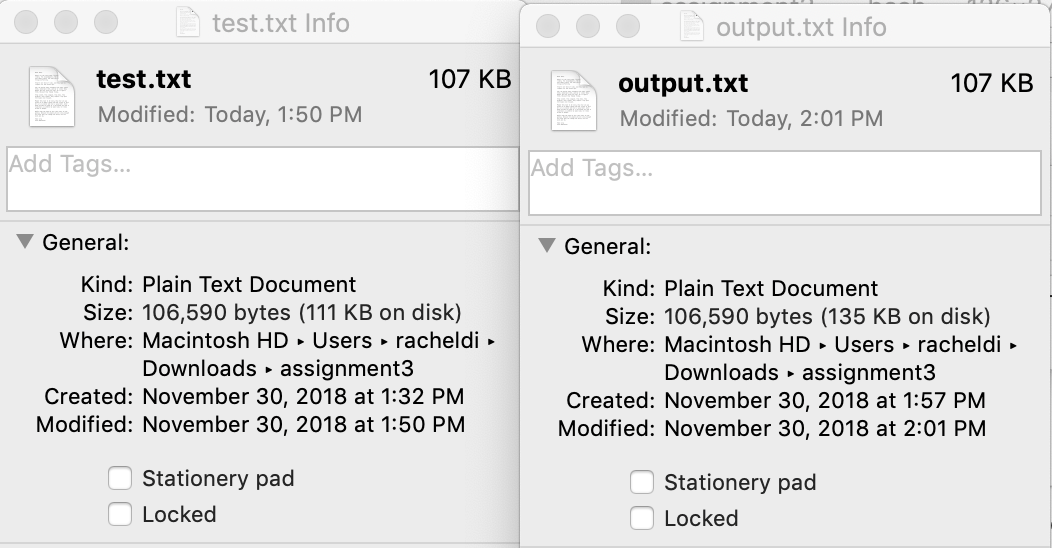 test.txt Info
test.txt 107 KB
Modified: Today, 1:50 PM
Add Tags...
General:
Kind: Plain Text Document
Size: 106,590 bytes (111 KB on disk)
Where: Macintosh HD ▸ Users ▸ racheldi ▸
Downloads ▸ assignment3
Created: November 30, 2018 at 1:32 PM
Modified: November 30, 2018 at 1:50 PM
Stationery pad
Locked
output.txt Info
output.txt 107 KB
Modified: Today, 2:01 PM
Add Tags...
General:
Kind: Plain Text Document
Size: 106,590 bytes (135 KB on disk)
Where: Macintosh HD ▸ Users ▸ racheldi ▸
Downloads ▸ assignment3
Created: November 30, 2018 at 1:57 PM
Modified: November 30, 2018 at 2:01 PM
Stationery pad
Locked